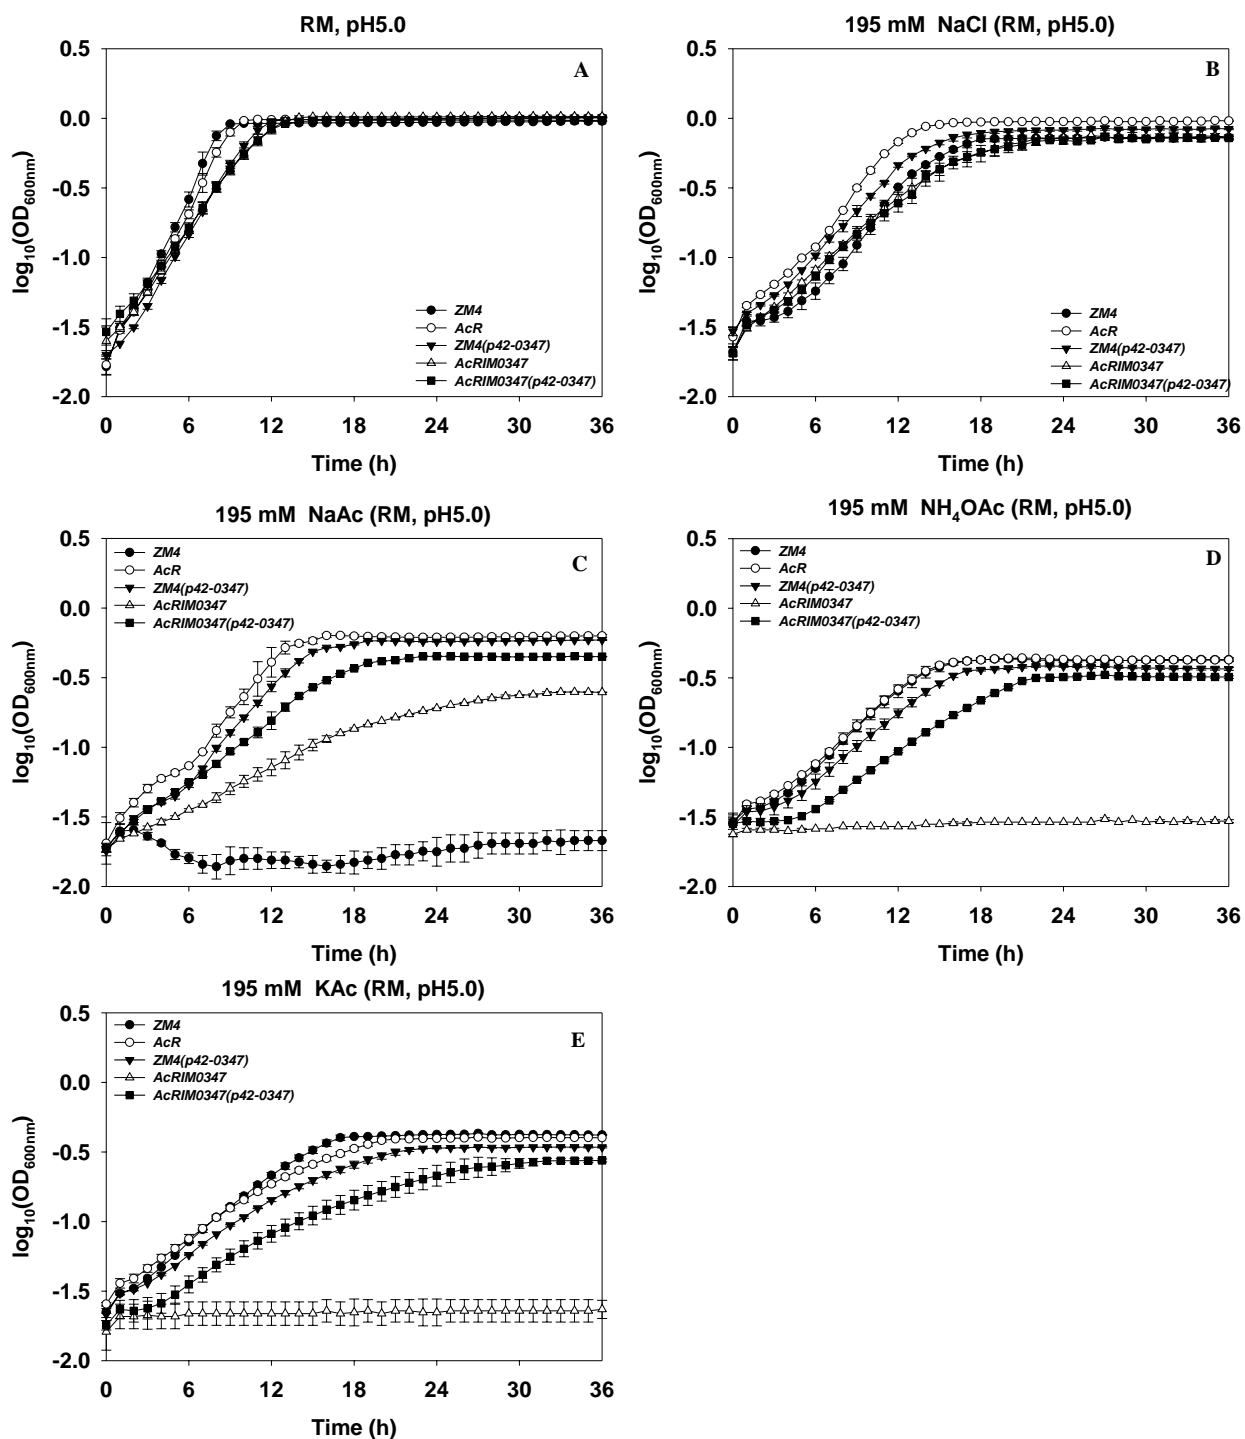 RM, pH5.0
A
0.5
0.0
-0.5
-1.0
-1.5
-2.0
log10(OD600nm)
ZM4
AcR
ZM4(p42-0347)
AcRIM0347
AcRIM0347(p42-0347)
0 6 12 18 24 30 36
Time (h)
195 mM NaCl (RM, pH5.0)
B
0.5
0.0
-0.5
-1.0
-1.5
-2.0
log10(OD600nm)
ZM4
AcR
ZM4(p42-0347)
AcRIM0347
AcRIM0347(p42-0347)
0 6 12 18 24 30 36
Time (h)
195 mM NaAc (RM, pH5.0)
C
0.5
0.0
-0.5
-1.0
-1.5
-2.0
log10(OD600nm)
ZM4
AcR
ZM4(p42-0347)
AcRIM0347
AcRIM0347(p42-0347)
0 6 12 18 24 30 36
Time (h)
195 mM NH4OAc (RM, pH5.0)
D
0.5
0.0
-0.5
-1.0
-1.5
-2.0
log10(OD600nm)
ZM4
AcR
ZM4(p42-0347)
AcRIM0347
AcRIM0347(p42-0347)
0 6 12 18 24 30 36
Time (h)
195 mM KAc (RM, pH5.0)
E
0.5
0.0
-0.5
-1.0
-1.5
-2.0
log10(OD600nm)
ZM4
AcR
ZM4(p42-0347)
AcRIM0347
AcRIM0347(p42-0347)
0 6 12 18 24 30 36
Time (h)